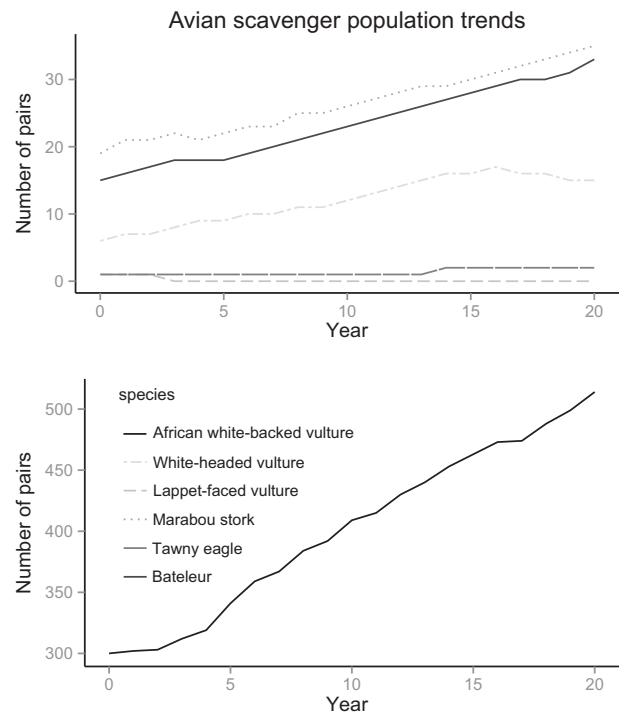 Avian scavenger population trends
Number of pairs
30
20
10
0
0 5 10 15 20
Year
Number of pairs
500
450
400
350
300
species
African white-backed vulture
White-headed vulture
Lappet-faced vulture
Marabou stork
Tawny eagle
Bateleur
0 5 10 15 20
Year